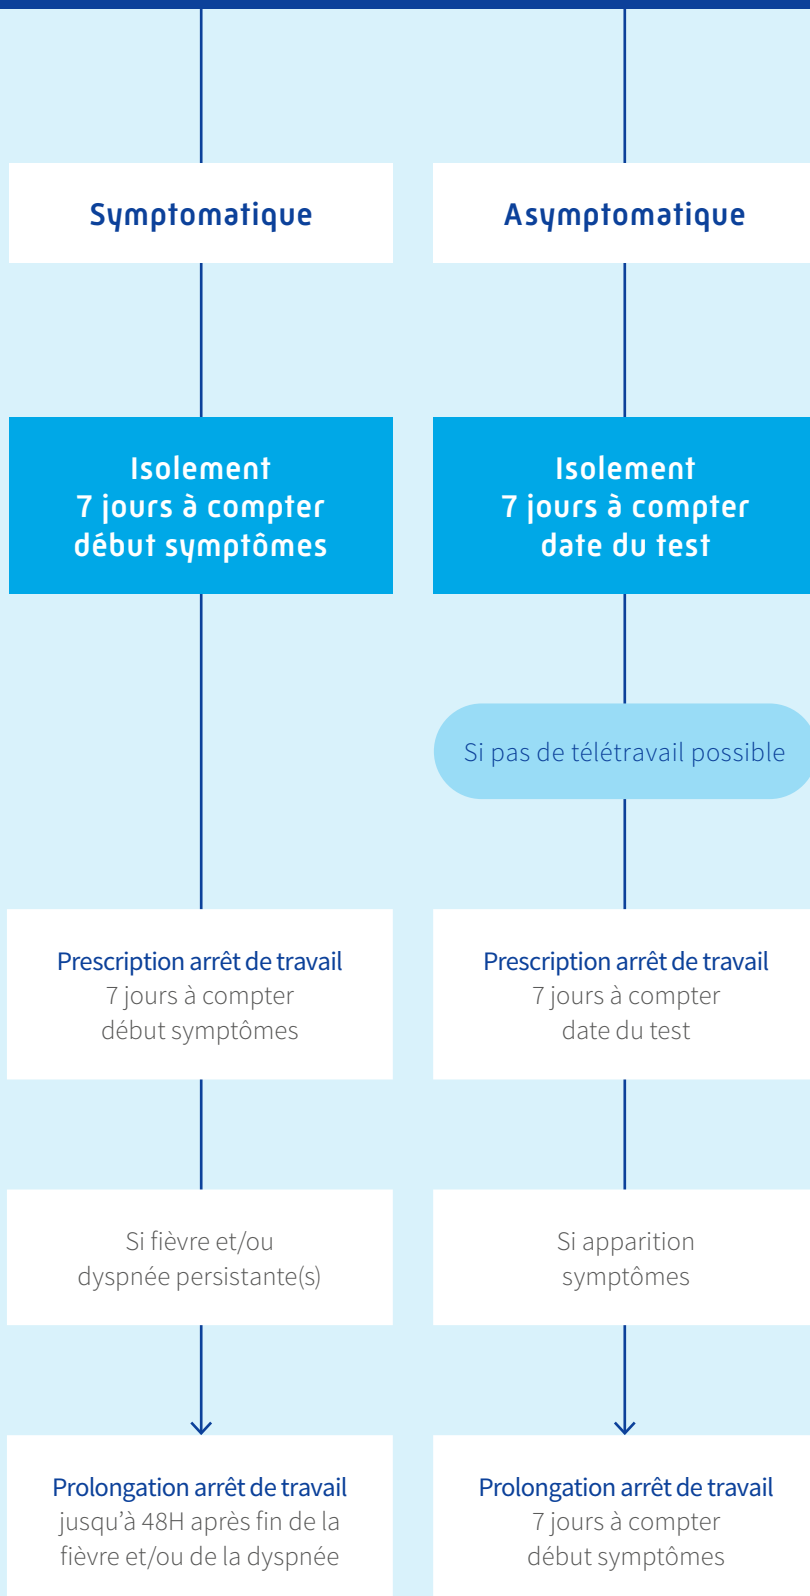 Symptomatique
Asymptomatique
Isolement
7 jours à compter
début symptômes
Isolement
7 jours à compter
date du test
Si pas de télétravail possible
Prescription arrêt de travail
7 jours à compter
début symptômes
Prescription arrêt de travail
7 jours à compter
date du test
Si fièvre et/ou
dyspnée persistante(s)
Si apparition
symptômes
Prolongation arrêt de travail
jusqu'à 48H après fin de la
fièvre et/ou de la dyspnée
Prolongation arrêt de travail
7 jours à compter
début symptômes